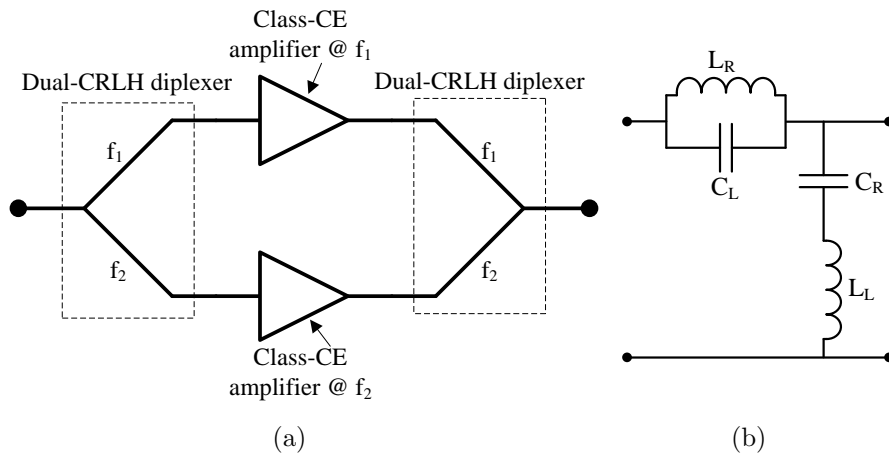 Class-CE
amplifier @ f1
Dual-CRLH diplexer
Dual-CRLH diplexer
f1
f1
f2
f2
Class-CE
amplifier @ f2
(a)
LR
CL
CR
LL
(b)